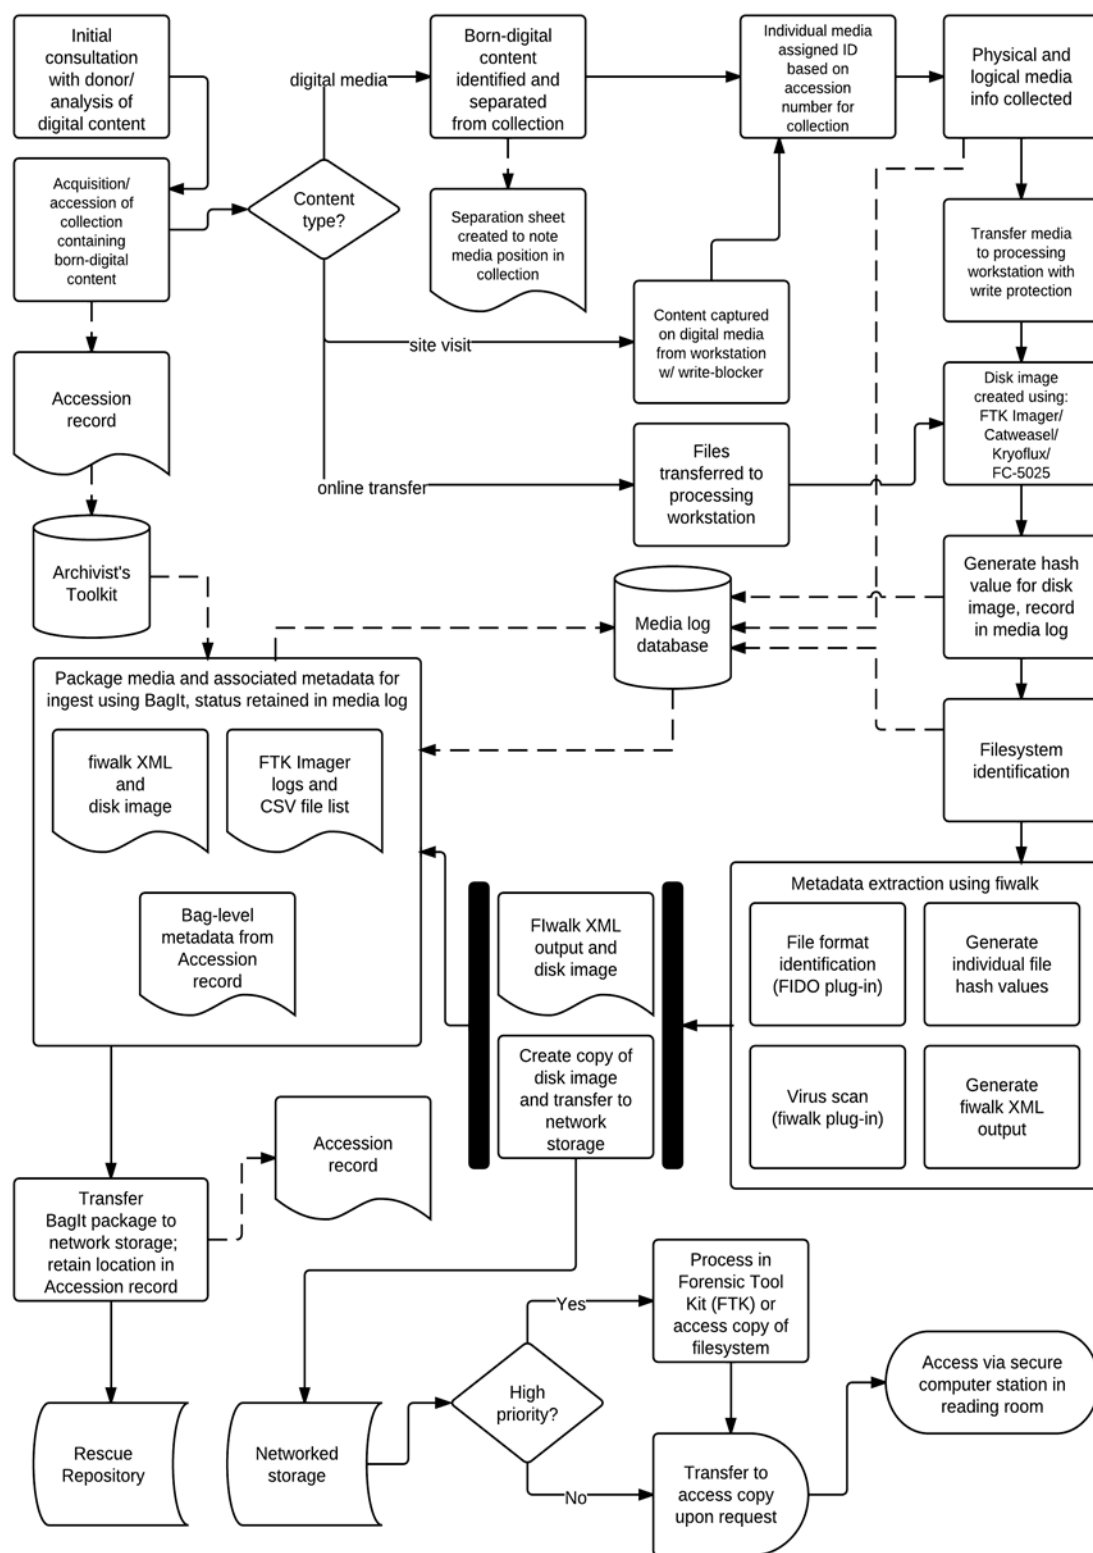 Initial
consultation
with donor/
analysis of
digital content
digital media
Born-digital
content
identified and
separated
from collection
Individual media
assigned ID
based on
accession
number for
collection
Physical and
logical media
info collected
Acquisition/
accession of
collection
containing
born-digital
content
Content
type?
Separation sheet
created to note
media position in
collection
Transfer media
to processing
workstation with
write protection
site visit
Content captured
on digital media
from workstation
w/ write-blocker
Accession
record
Disk image
created using:
FTK Imager/
Catweasel/
Kryoflux/
FC-5025
online transfer
Files
transferred to
processing
workstation
Archivist's
Toolkit
Media log
database
Generate hash
value for disk
image, record
in media log
Package media and associated metadata for
ingest using BagIt, status retained in media log
fiwalk XML
and
disk image
FTK Imager
logs and
CSV file list
Bag-level
metadata from
Accession
record
Filesystem
identification
Metadata extraction using fiwalk
File format
identification
(FIDO plug-in)
Generate
individual file
hash values
Virus scan
(fiwalk plug-in)
Generate
fiwalk XML
output
FIwalk XML
output and
disk image
Create copy of
disk image
and transfer to
network
storage
Accession
record
Transfer
BagIt package to
network storage;
retain location in
Accession record
Rescue
Repository
Networked
storage
High
priority?
Yes
No
Process in
Forensic Tool
Kit (FTK) or
access copy of
filesystem
Transfer to
access copy
upon request
Access via secure
computer station in
reading room